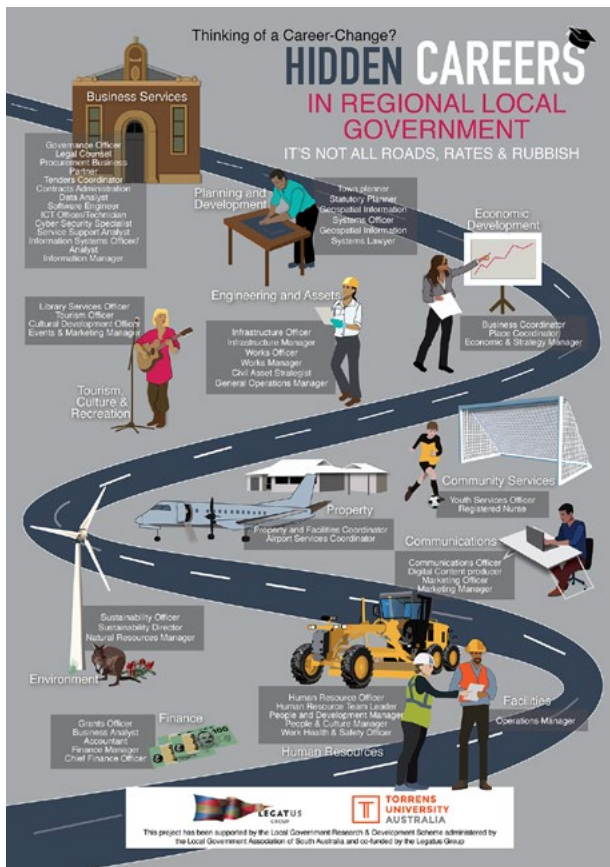 Thinking of a Career-Change?
HIDDEN CAREERS
IN REGIONAL LOCAL
GOVERNMENT
IT'S NOT ALL ROADS, RATES & RUBBISH
Business Services
Governance Officer
Legal Counsel
Procurement Business
Partner
Tenders Coordinator
Contracts Administration
Data Analyst
Software Engineer
ICT Officer/Technician
Cyber Security Specialist
Service Support Analyst
Information Systems Officer/
Analyst
Information Manager
Planning and
Development
Town planner
Statutory Planner
Geospatial Information
Systems Officer
Geospatial Information
Systems Lawyer
Economic
Development
Business Coordinator
Place Coordinator
Economic & Strategy Manager
Library Services Officer
Tourism Officer
Cultural Development Officer
Events & Marketing Manager
Tourism,
Culture &
Recreation
Engineering and Assets
Infrastructure Officer
Infrastructure Manager
Works Officer
Works Manager
Civil Asset Strategist
General Operations Manager
Community Services
Youth Services Officer
Registered Nurse
Property
Property and Facilities Coordinator
Airport Services Coordinator
Communications
Communications Officer
Digital Content producer
Marketing Officer
Marketing Manager
Sustainability Officer
Sustainability Director
Natural Resources Manager
Environment
Facilities
Operations Manager
Human Resource Officer
Human Resource Team Leader
People and Development Manager
People & Culture Manager
Work Health & Safety Officer
Human Resources
Finance
Grants Officer
Business Analyst
Accountant
Finance Manager
Chief Finance Officer
100
LEGATUS
GROUP
TORRENS
UNIVERSITY
AUSTRALIA
This project has been supported by the Local Government Research & Development Scheme administered by
the Local Government Association of South Australia and co-funded by the Legatus Group